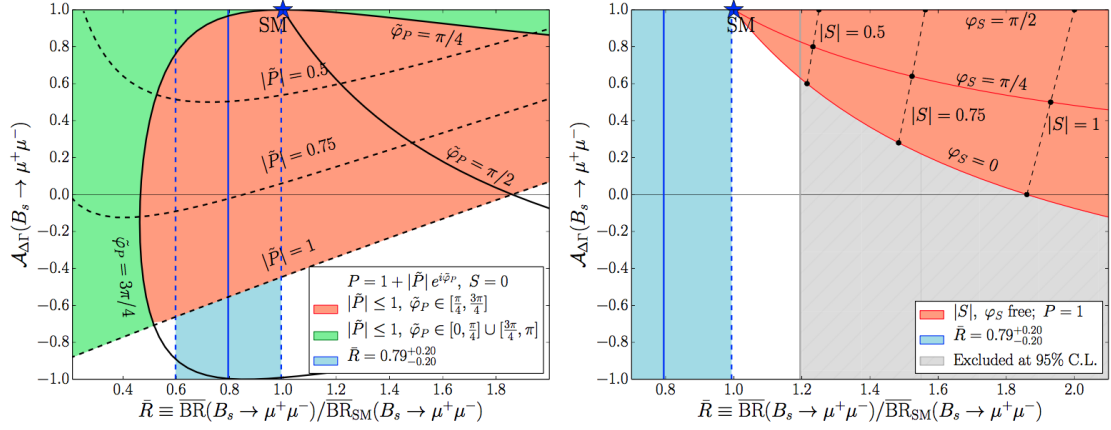 1.0
0.8
0.6
0.4
0.2
0.0
−0.2
−0.4
−0.6
−0.8
−1.0
𝒜_ΔΓ(B_s → μ⁺μ⁻)
SM
φ̃_P = π/4
|P̃| = 0.5
|P̃| = 0.75
φ̃_P = π/2
|P̃| = 1
φ̃_P = 3π/4
P = 1 + |P̃| e^{iφ̃_P}, S = 0
|P̃| ≤ 1, φ̃_P ∈ [π/4, 3π/4]
|P̃| ≤ 1, φ̃_P ∈ [0, π/4] ∪ [3π/4, π]
R̄ = 0.79^{+0.20}_{−0.20}
0.4 0.6 0.8 1.0 1.2 1.4 1.6 1.8
R̄ ≡ B̅R̅(B_s → μ⁺μ⁻)/B̅R̅_SM(B_s → μ⁺μ⁻)
1.0
0.8
0.6
0.4
0.2
0.0
−0.2
−0.4
−0.6
−0.8
−1.0
𝒜_ΔΓ(B_s → μ⁺μ⁻)
SM
|S| = 0.5
φ_S = π/2
φ_S = π/4
|S| = 0.75
|S| = 1
φ_S = 0
|S|, φ_S free; P = 1
R̄ = 0.79^{+0.20}_{−0.20}
Excluded at 95% C.L.
0.8 1.0 1.2 1.4 1.6 1.8 2.0
R̄ ≡ B̅R̅(B_s → μ⁺μ⁻)/B̅R̅_SM(B_s → μ⁺μ⁻)